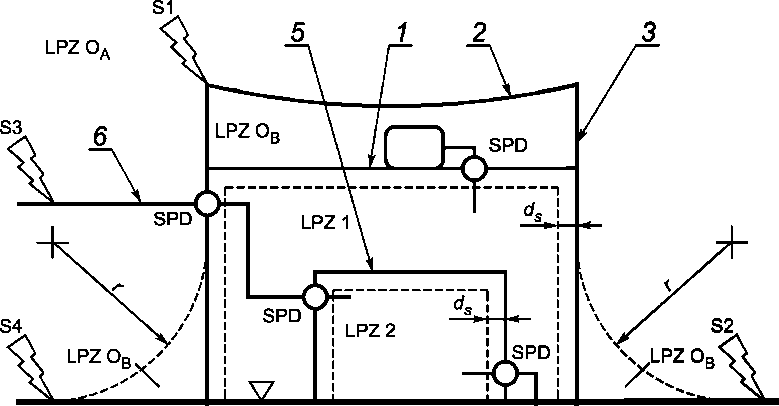 S1
5
1
2
3
LPZ O_A
LPZ O_B
SPD
S3
6
SPD
LPZ 1
d_s
r
r
SPD
LPZ 2
d_s
S4
LPZ O_B
SPD
LPZ O_B
S2